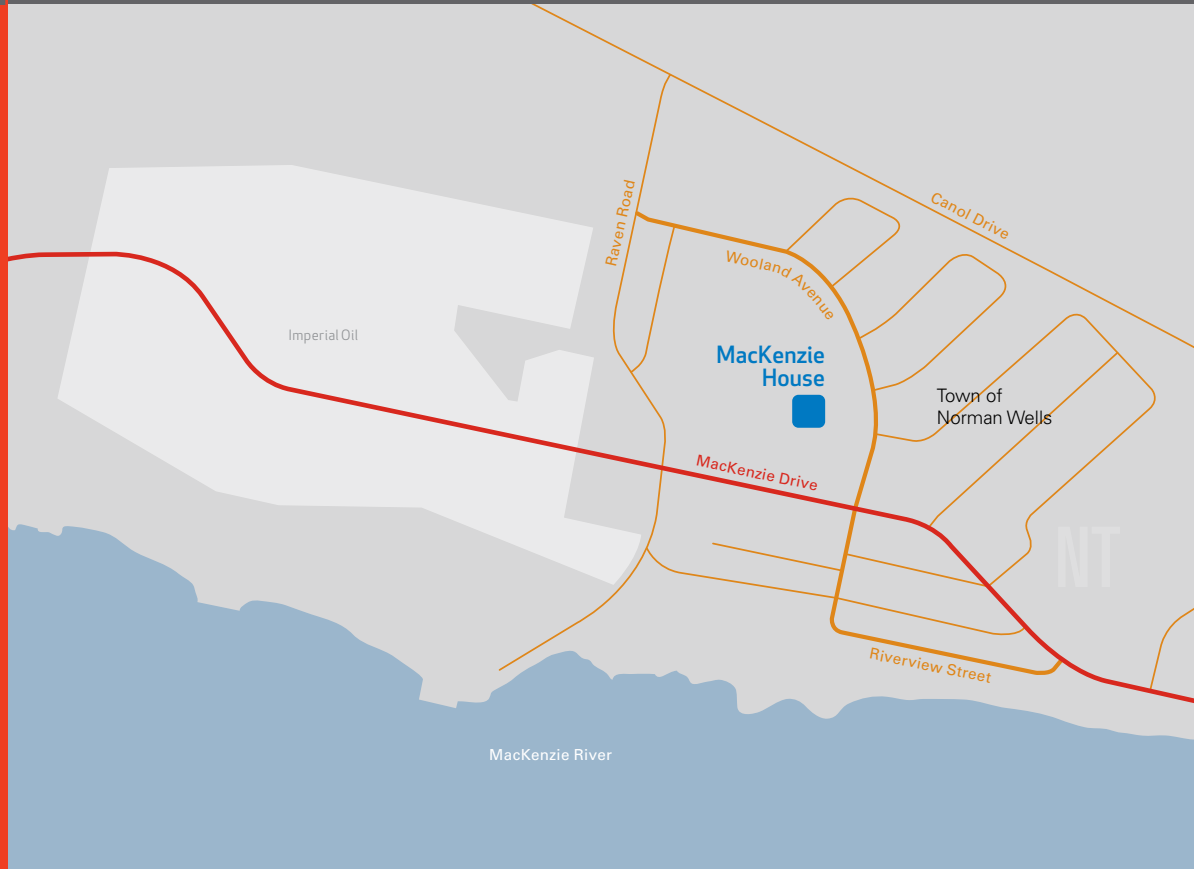 Raven Road
Canol Drive
Wooland Avenue
Imperial Oil
MacKenzie
House
Town of
Norman Wells
MacKenzie Drive
NT
Riverview Street
MacKenzie River